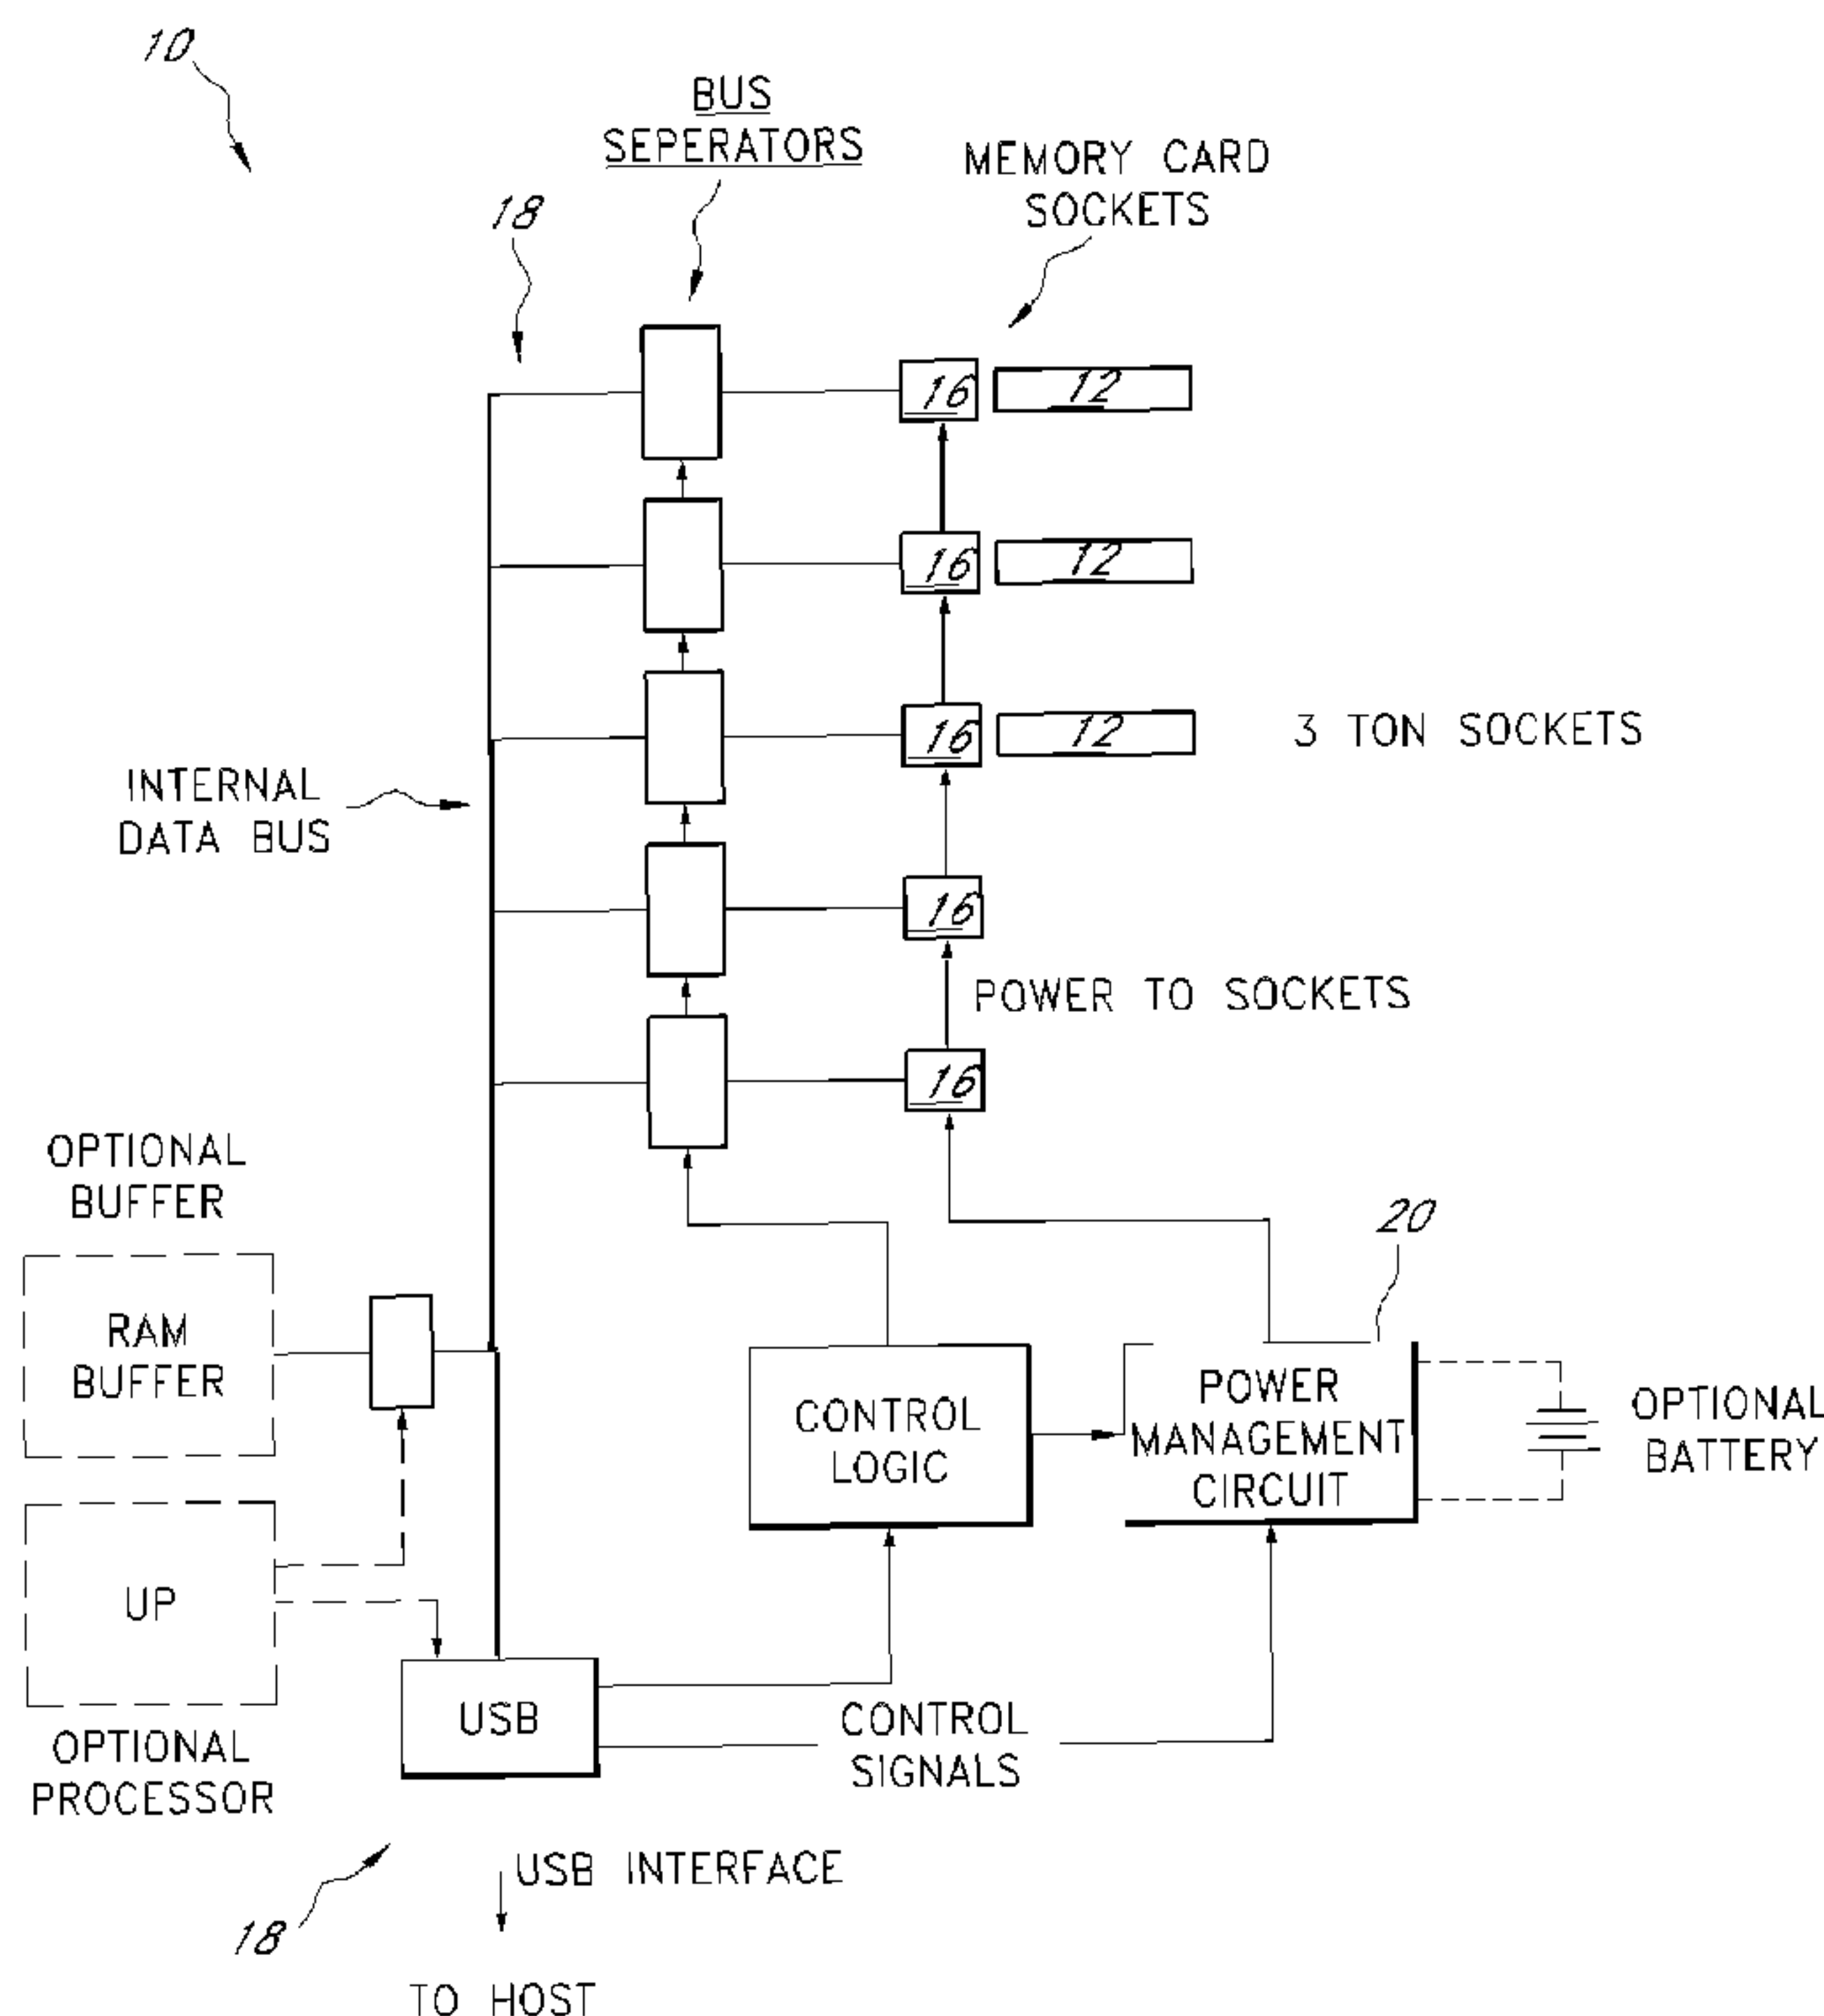 10
BUS
SEPERATORS
MEMORY CARD
SOCKETS
18
16
12
16
12
16
12
3 TON SOCKETS
INTERNAL
DATA BUS
16
POWER TO SOCKETS
16
OPTIONAL
BUFFER
20
RAM
BUFFER
CONTROL
LOGIC
POWER
MANAGEMENT
CIRCUIT
OPTIONAL
BATTERY
UP
USB
OPTIONAL
PROCESSOR
CONTROL
SIGNALS
USB INTERFACE
18
TO HOST